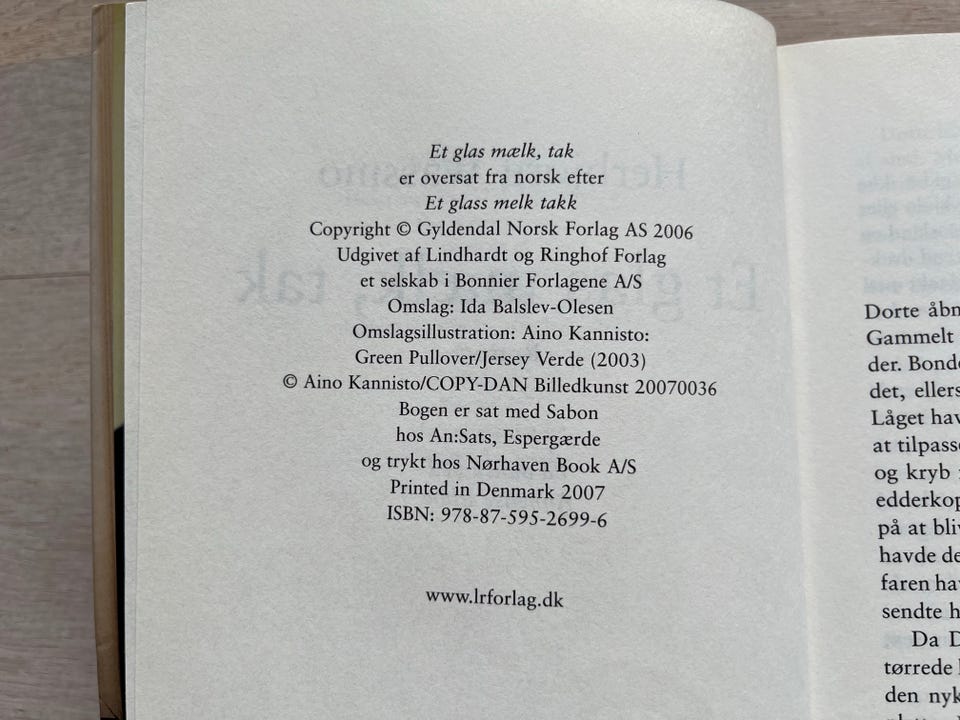 Et glas mælk, tak
er oversat fra norsk efter
Et glass melk takk
Copyright © Gyldendal Norsk Forlag AS 2006
Udgivet af Lindhardt og Ringhof Forlag
et selskab i Bonnier Forlagene A/S
Omslag: Ida Balslev-Olesen
Omslagsillustration: Aino Kannisto:
Green Pullover/Jersey Verde (2003)
© Aino Kannisto/COPY-DAN Billedkunst 20070036
Bogen er sat med Sabon
hos An:Sats, Espergærde
og trykt hos Nørhaven Book A/S
Printed in Denmark 2007
ISBN: 978-87-595-2699-6
www.lrforlag.dk
Dorte åbn
Gammelt
der. Bond
det, ellers
Låget hav
at tilpass
og kryb
edderkop
på at bli
havde de
faren ha
sendte h
Da D
tørrede
den nyk